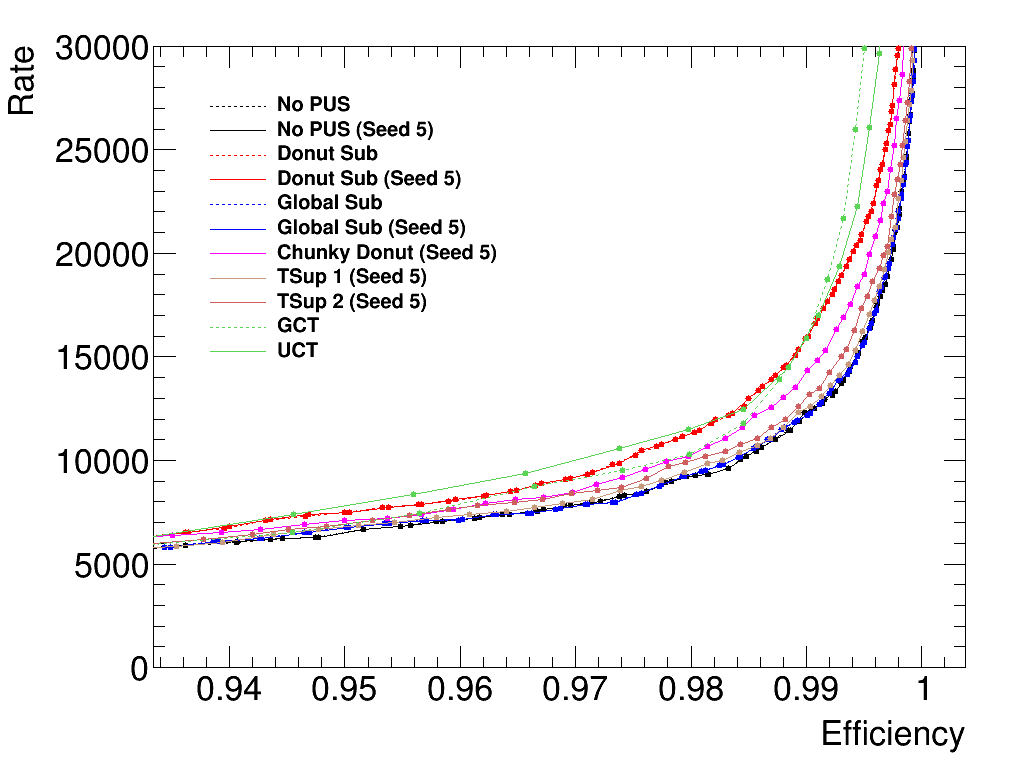 Rate
30000
25000
20000
15000
10000
5000
0
No PUS
No PUS (Seed 5)
Donut Sub
Donut Sub (Seed 5)
Global Sub
Global Sub (Seed 5)
Chunky Donut (Seed 5)
TSup 1 (Seed 5)
TSup 2 (Seed 5)
GCT
UCT
0.94 0.95 0.96 0.97 0.98 0.99 1
Efficiency